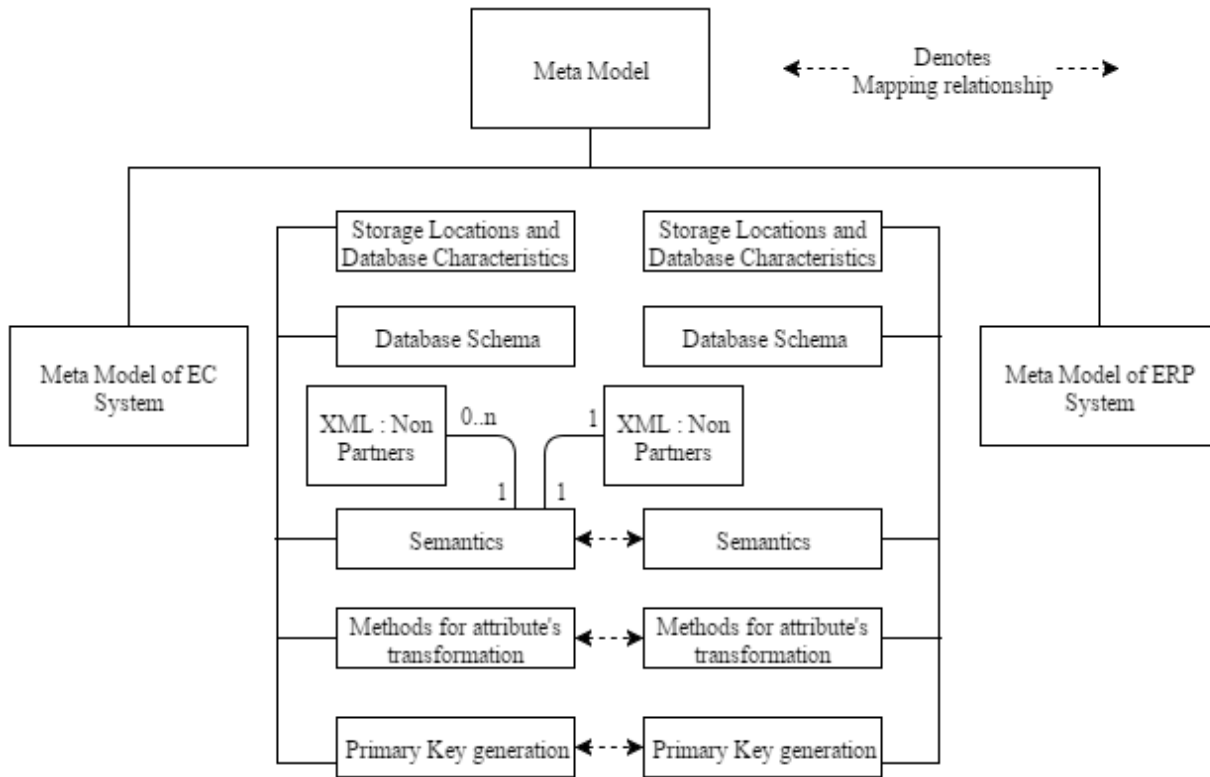 Meta Model
Denotes
Mapping relationship
Storage Locations and
Database Characteristics
Storage Locations and
Database Characteristics
Database Schema
Database Schema
Meta Model of EC
System
Meta Model of ERP
System
XML : Non
Partners
0..n
1
XML : Non
Partners
1
1
Semantics
Semantics
Methods for attribute's
transformation
Methods for attribute's
transformation
Primary Key generation
Primary Key generation